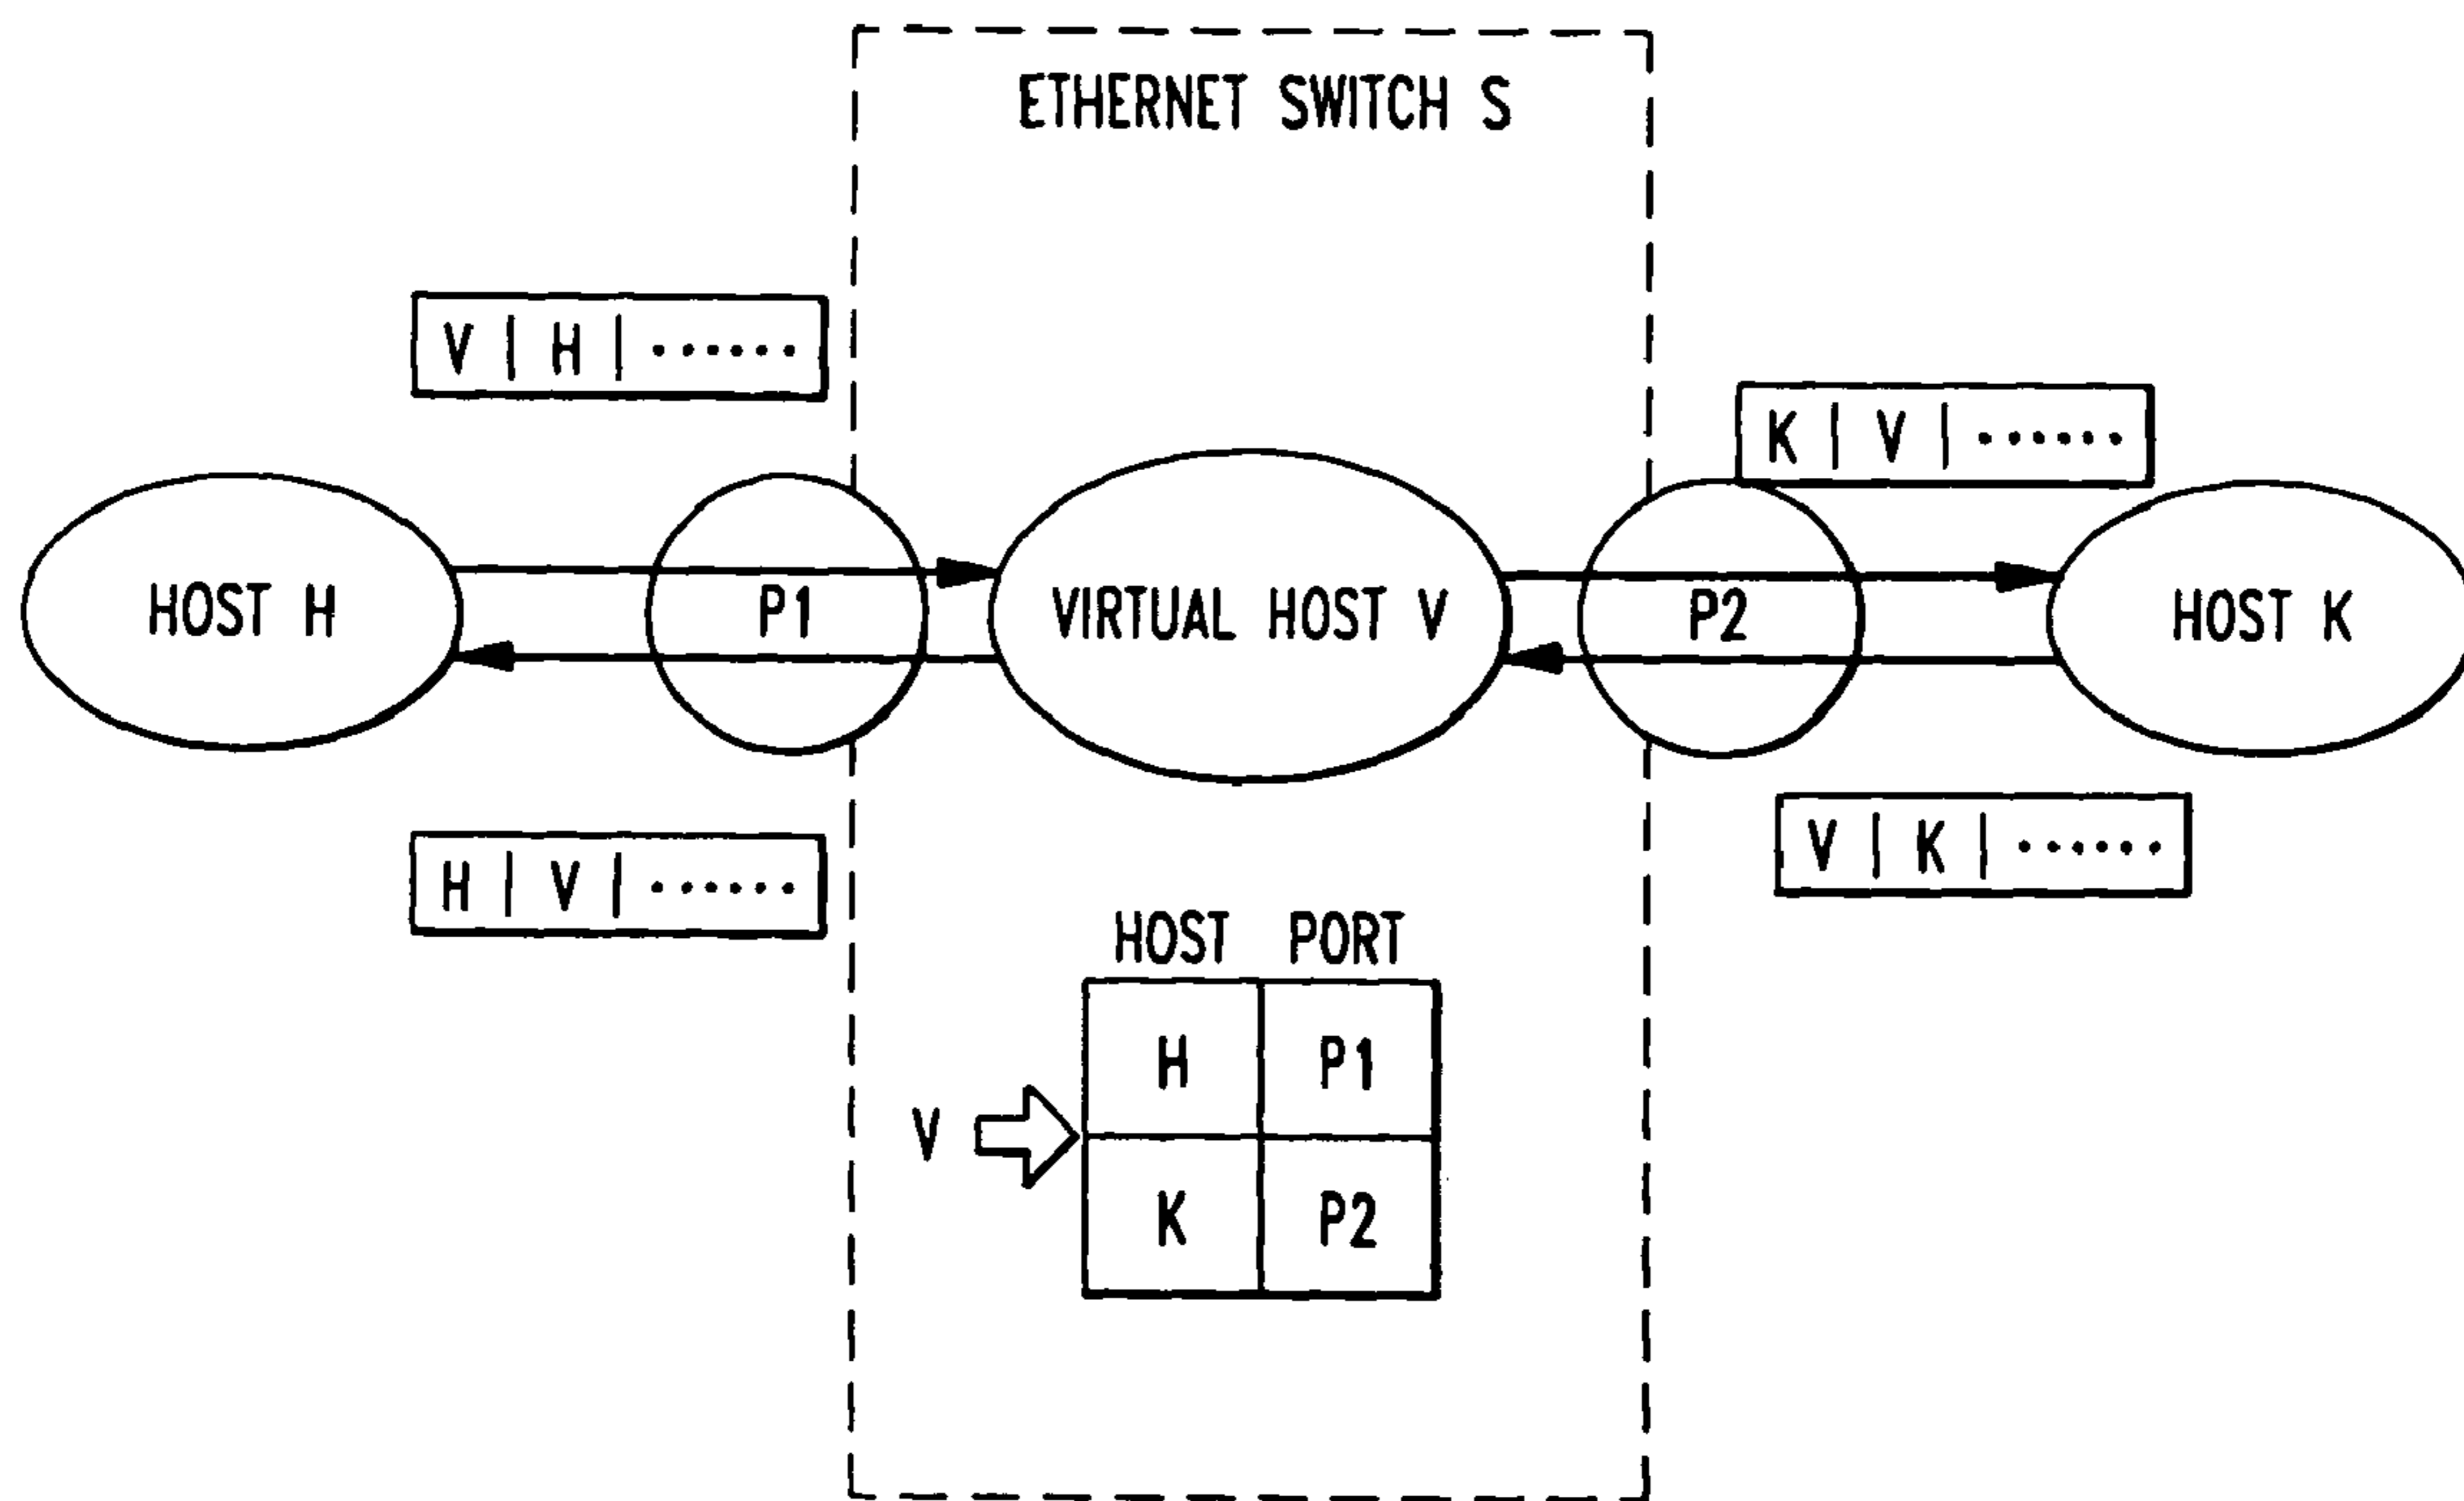 ETHERNET SWITCH S
V | H | ......
K | V | ......
HOST H
P1
VIRTUAL HOST V
P2
HOST K
H | V | ......
V | K | ......
HOST PORT
H P1
V
K P2